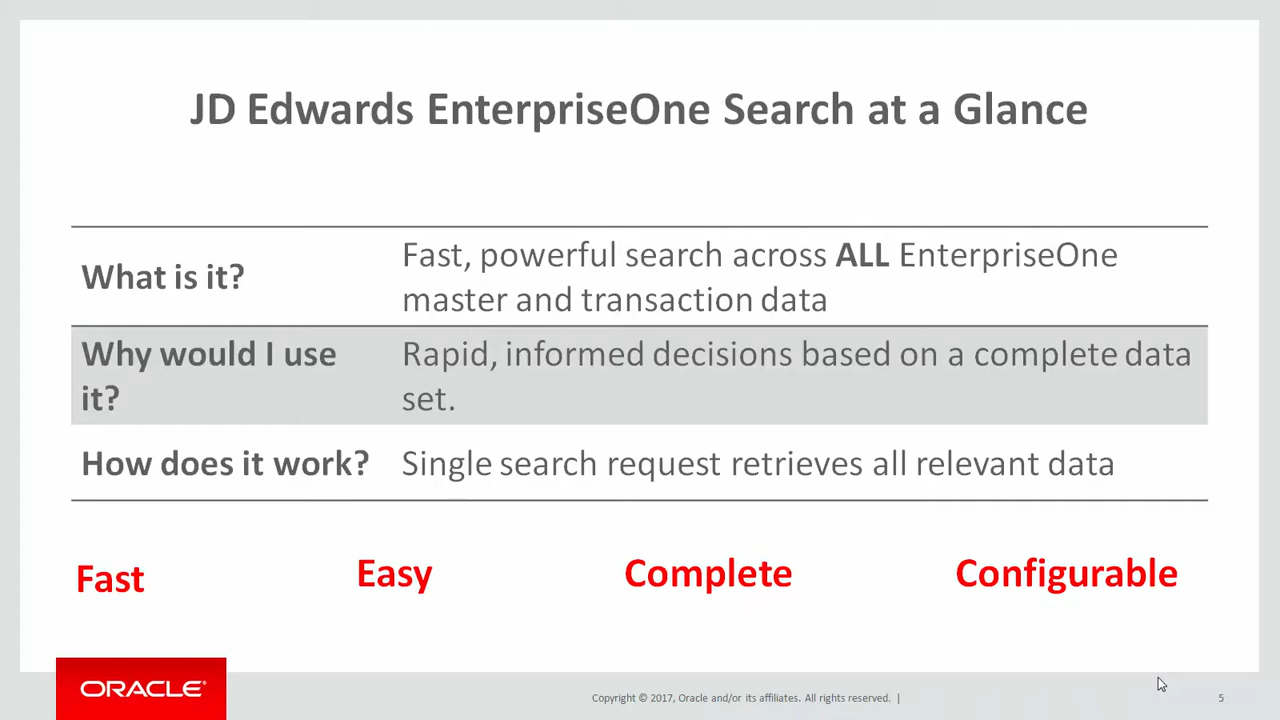 JD Edwards EnterpriseOne Search at a Glance
What is it?
Fast, powerful search across ALL EnterpriseOne
master and transaction data
Why would I use
it?
Rapid, informed decisions based on a complete data
set.
How does it work?
Single search request retrieves all relevant data
Fast
Easy
Complete
Configurable
ORACLE®
Copyright © 2017, Oracle and/or its affiliates. All rights reserved. |
5